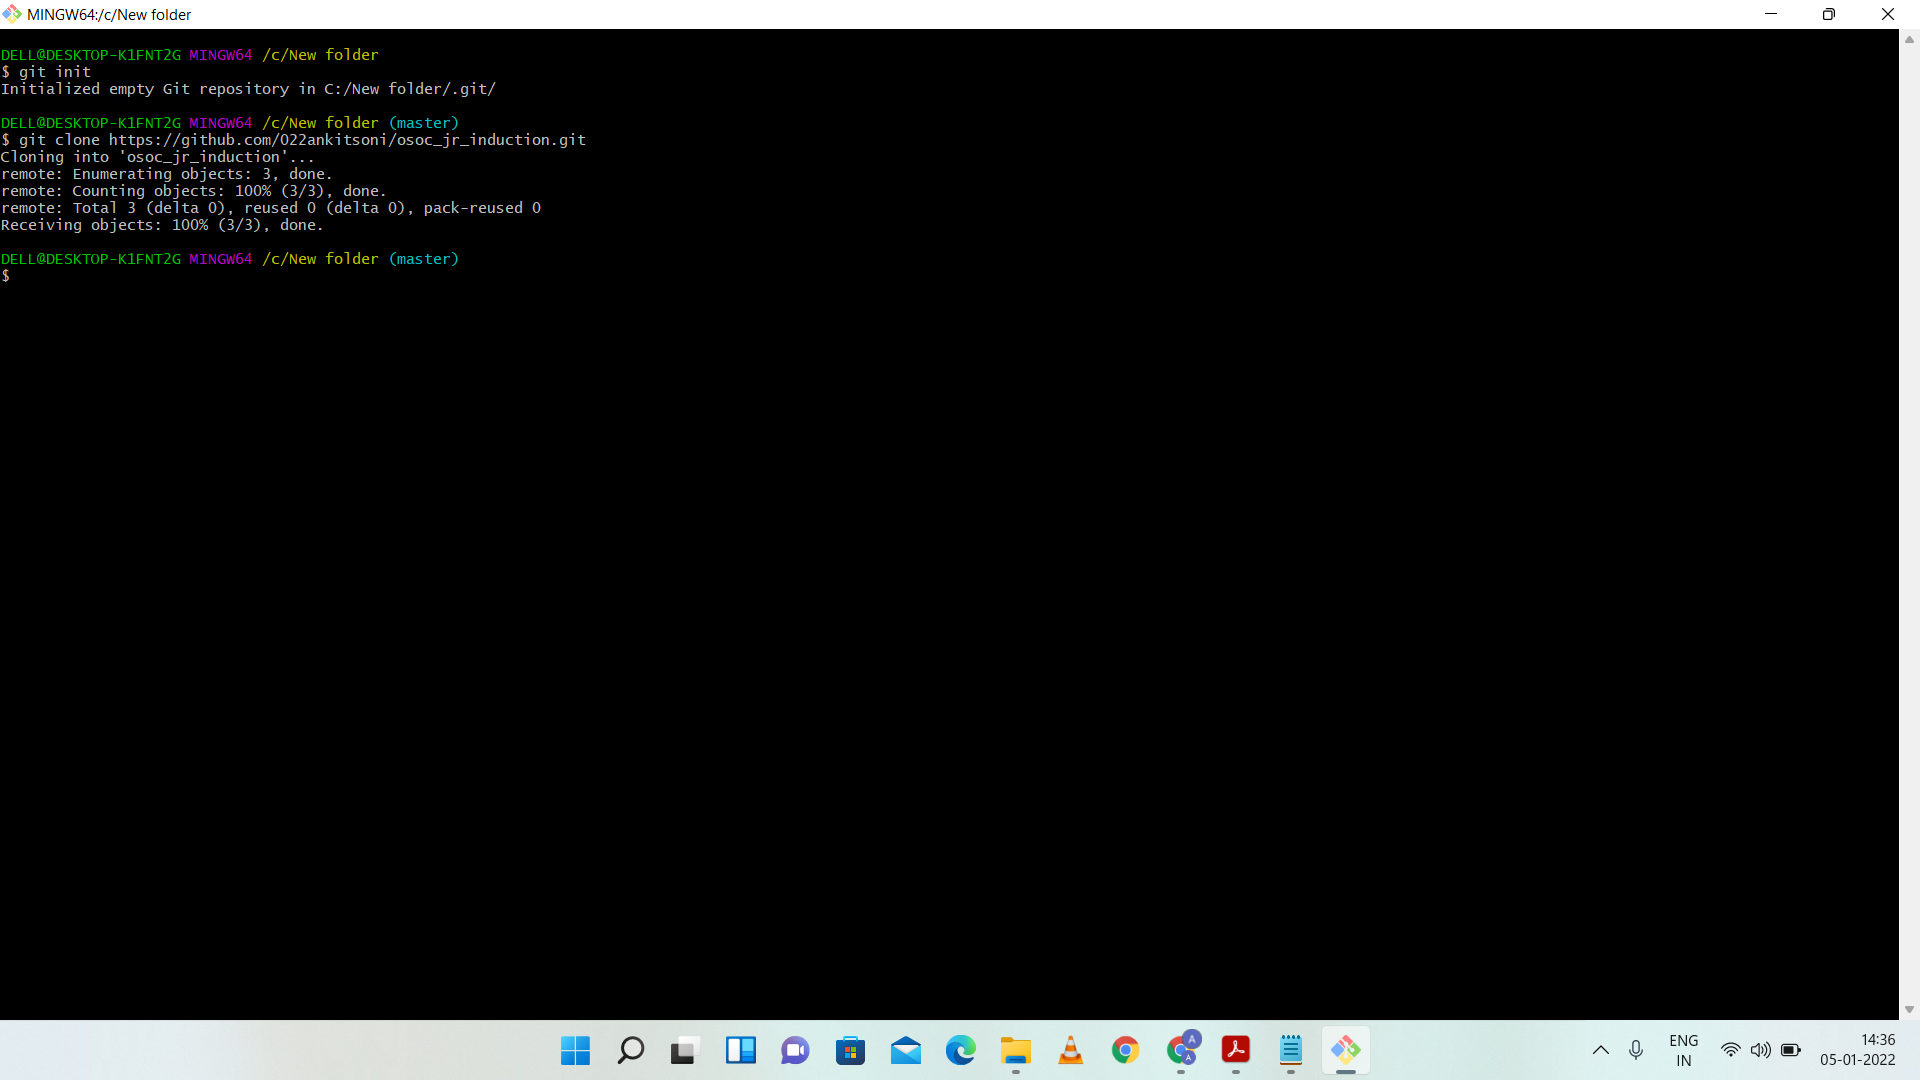 MINGW64:/c/New folder
DELL@DESKTOP-K1FNT2G MINGW64 /c/New folder
$ git init
Initialized empty Git repository in C:/New folder/.git/
DELL@DESKTOP-K1FNT2G MINGW64 /c/New folder (master)
$ git clone https://github.com/022ankitsoni/osoc_jr_induction.git
Cloning into 'osoc_jr_induction'...
remote: Enumerating objects: 3, done.
remote: Counting objects: 100% (3/3), done.
remote: Total 3 (delta 0), reused 0 (delta 0), pack-reused 0
Receiving objects: 100% (3/3), done.
DELL@DESKTOP-K1FNT2G MINGW64 /c/New folder (master)
$
A
A
ENG
IN
14:36
05-01-2022